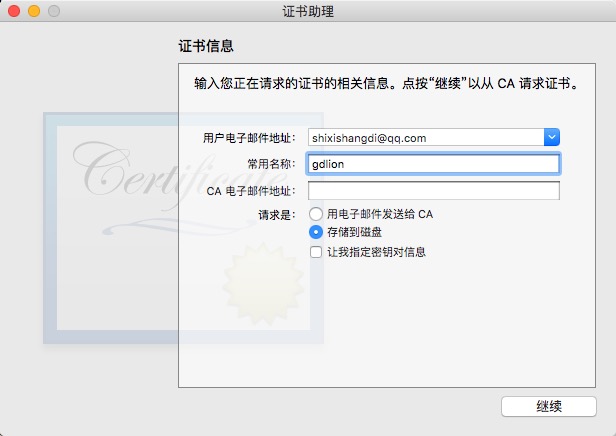 证书助理
证书信息
输入您正在请求的证书的相关信息。点按“继续”以从 CA 请求证书。
Certificate
用户电子邮件地址: shixishangdi@qq.com
常用名称: gdlion
CA 电子邮件地址:
请求是: 用电子邮件发送给 CA
存储到磁盘
让我指定密钥对信息
继续